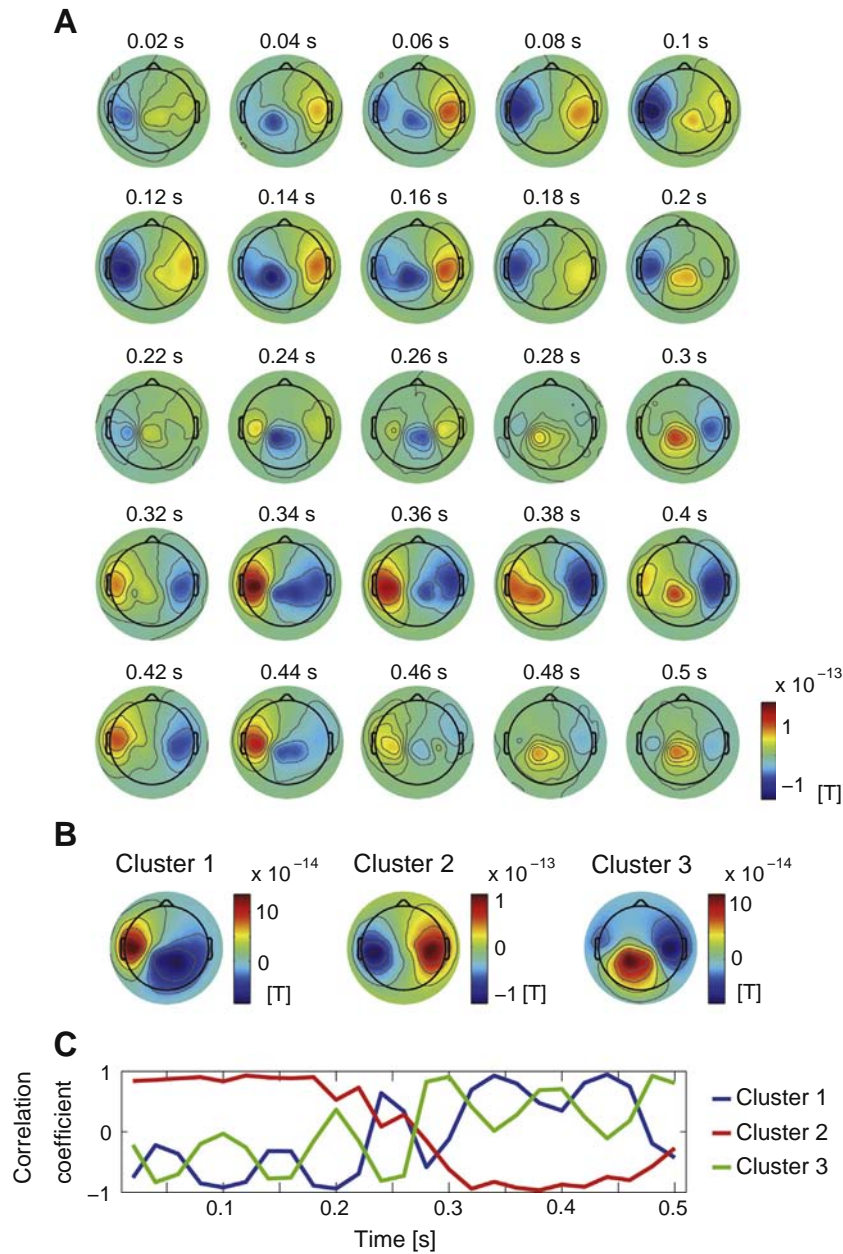 A
0.02 s 0.04 s 0.06 s 0.08 s 0.1 s
0.12 s 0.14 s 0.16 s 0.18 s 0.2 s
0.22 s 0.24 s 0.26 s 0.28 s 0.3 s
0.32 s 0.34 s 0.36 s 0.38 s 0.4 s
0.42 s 0.44 s 0.46 s 0.48 s 0.5 s
x 10⁻¹³
1
−1
[T]
B
Cluster 1 x 10⁻¹⁴ Cluster 2 x 10⁻¹³ Cluster 3 x 10⁻¹⁴
10 1 10
0 0 0
[T] −1 [T] [T]
C
Correlation
coefficient
1
0
−1
0.1 0.2 0.3 0.4 0.5
Time [s]
Cluster 1
Cluster 2
Cluster 3